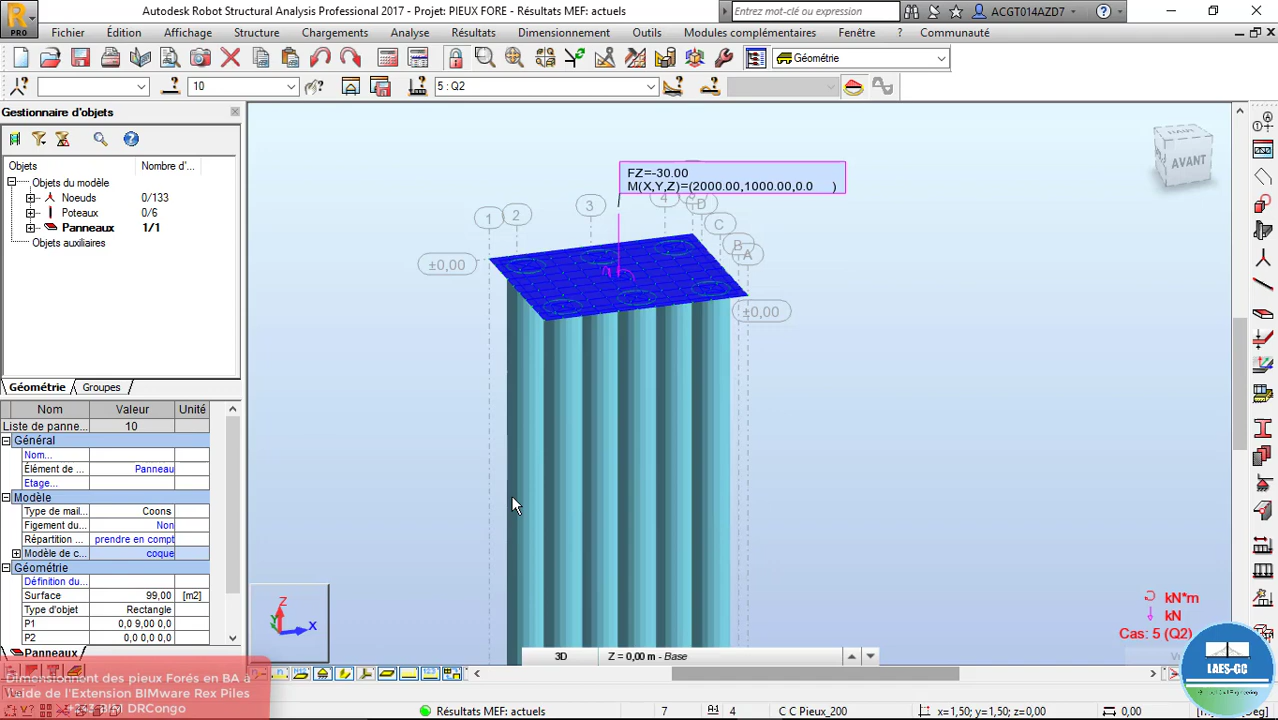 Autodesk Robot Structural Analysis Professional 2017 - Projet: PIEUX FORE - Résultats MEF: actuels
Entrez mot-clé ou expression
ACGT014AZD7
PRO
Fichier Édition Affichage Structure Chargements Analyse Résultats Dimensionnement Outils Modules complémentaires Fenêtre ? Communauté
Géométrie
10
5 : Q2
Gestionnaire d'objets
Objets Nombre d'...
Objets du modèle
Noeuds 0/133
Poteaux 0/6
Panneaux 1/1
Objets auxiliaires
Géométrie Groupes
Nom Valeur Unité
Liste de panne... 10
Général
Nom...
Élément de ... Panneau
Etage...
Modèle
Type de mail... Coons
Figement du... Non
Répartition ... prendre en compt
Modèle de c... coque
Géométrie
Définition du...
Surface 99,00 [m2]
Type d'objet Rectangle
P1 0,0 9,00 0,0
P2 0,0 0,0 0,0
Panneaux
FZ=-30.00
M(X,Y,Z)=(2000.00,1000.00,0.0 )
1 2 3 4 D C B A
±0,00
±0,00
HAUT
AVANT
Z
Y
X
kN*m
kN
Cas: 5 (Q2)
3D Z = 0,00 m - Base
LAES-GC
Dimensionnent des pieux Forés en BA à
l'aide de l'Extension BIMware Rex Piles
Résultats MEF: actuels 7 4 C C Pieux_200 x=1,50; y=1,50; z=0,00 0,00